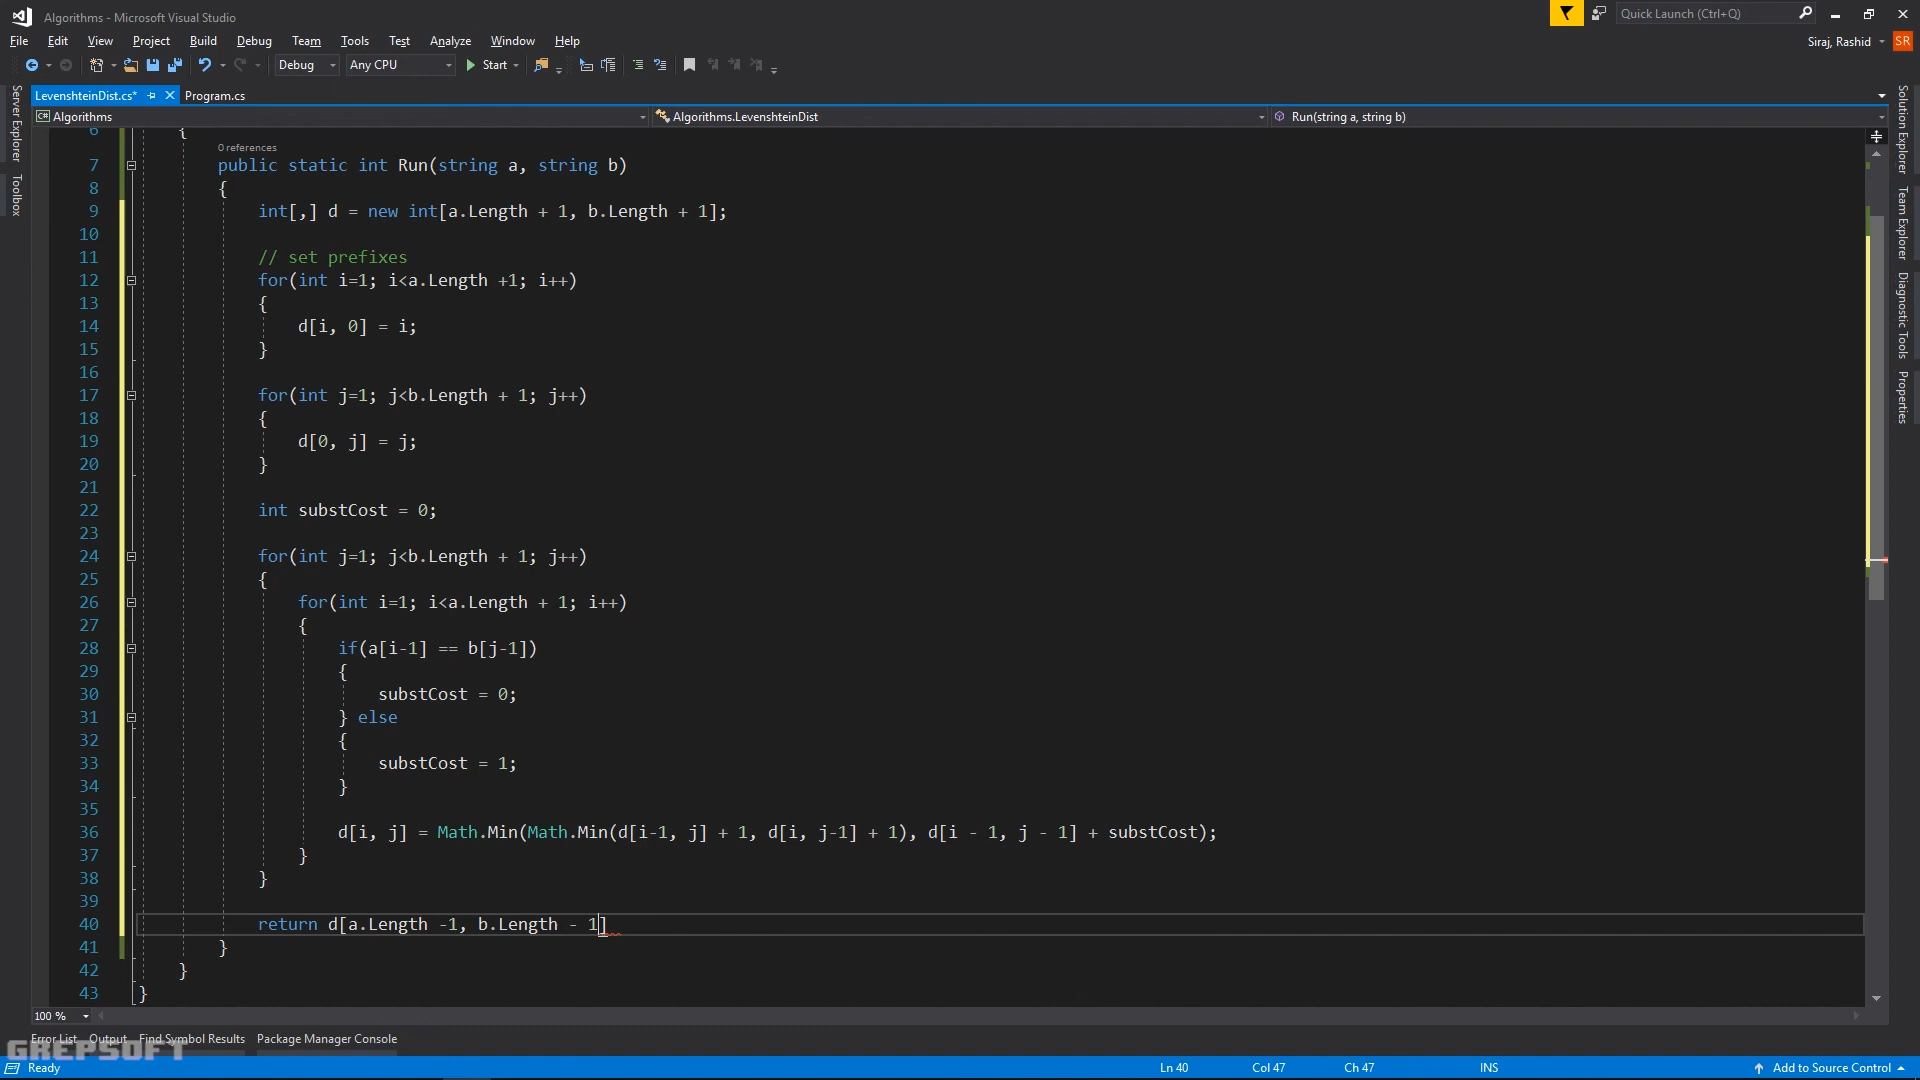 Algorithms - Microsoft Visual Studio
Quick Launch (Ctrl+Q)
File Edit View Project Build Debug Team Tools Test Analyze Window Help
Siraj, Rashid SR
Debug Any CPU Start
LevenshteinDist.cs* Program.cs
C# Algorithms Algorithms.LevenshteinDist Run(string a, string b)
Server Explorer
Toolbox
Solution Explorer
Team Explorer
Diagnostic Tools
Properties
6 {
0 references
7 public static int Run(string a, string b)
8 {
9 int[,] d = new int[a.Length + 1, b.Length + 1];
10
11 // set prefixes
12 for(int i=1; i<a.Length +1; i++)
13 {
14 d[i, 0] = i;
15 }
16
17 for(int j=1; j<b.Length + 1; j++)
18 {
19 d[0, j] = j;
20 }
21
22 int substCost = 0;
23
24 for(int j=1; j<b.Length + 1; j++)
25 {
26 for(int i=1; i<a.Length + 1; i++)
27 {
28 if(a[i-1] == b[j-1])
29 {
30 substCost = 0;
31 } else
32 {
33 substCost = 1;
34 }
35
36 d[i, j] = Math.Min(Math.Min(d[i-1, j] + 1, d[i, j-1] + 1), d[i - 1, j - 1] + substCost);
37 }
38 }
39
40 return d[a.Length -1, b.Length - 1]
41 }
42 }
43 }
100 %
Error List Output Find Symbol Results Package Manager Console
GREPSOFT
Ready Ln 40 Col 47 Ch 47 INS Add to Source Control